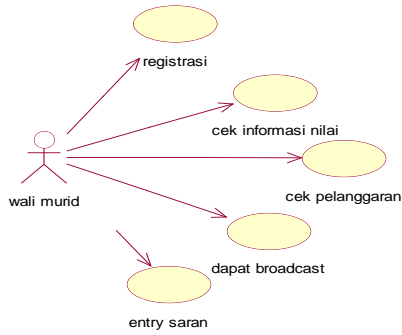 registrasi
cek informasi nilai
cek pelanggaran
wali murid
dapat broadcast
entry saran